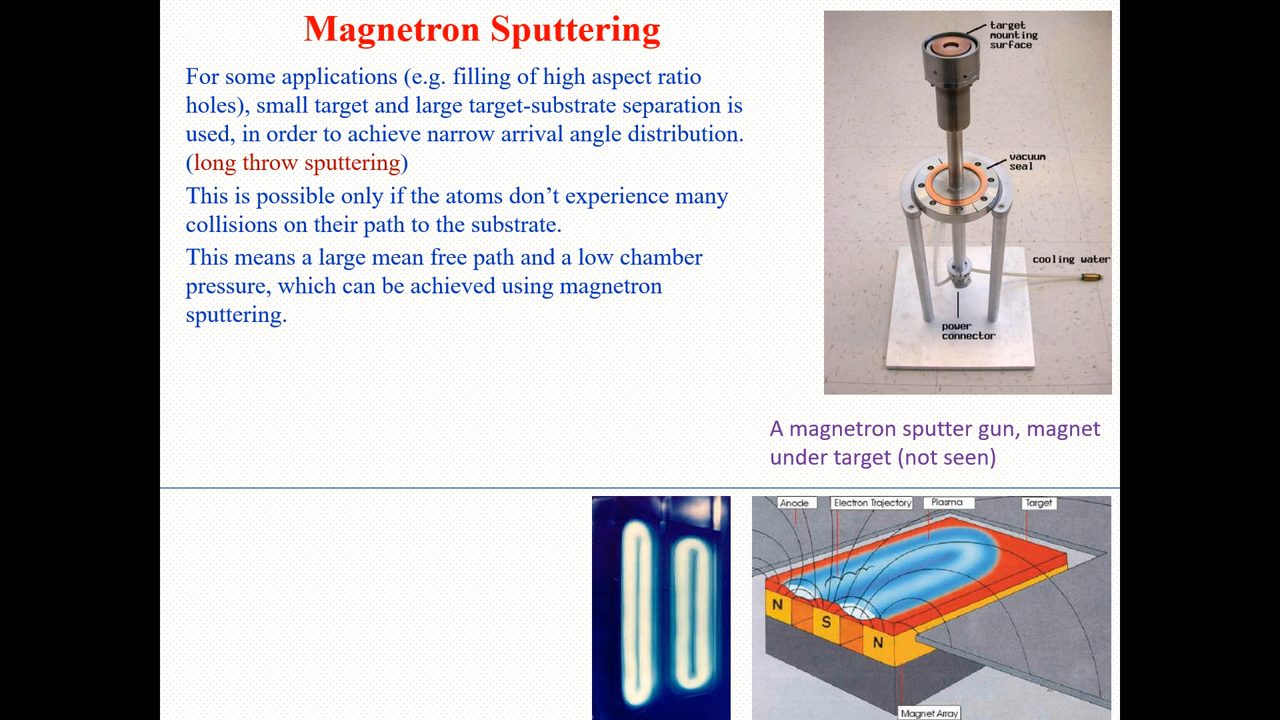 Magnetron Sputtering
For some applications (e.g. filling of high aspect ratio
holes), small target and large target-substrate separation is
used, in order to achieve narrow arrival angle distribution.
(long throw sputtering)
This is possible only if the atoms don’t experience many
collisions on their path to the substrate.
This means a large mean free path and a low chamber
pressure, which can be achieved using magnetron
sputtering.
target
mounting
surface
vacuum
seal
cooling water
power
connector
A magnetron sputter gun, magnet
under target (not seen)
Anode
Electron Trajectory
Plasma
Target
N
S
N
Magnet Array